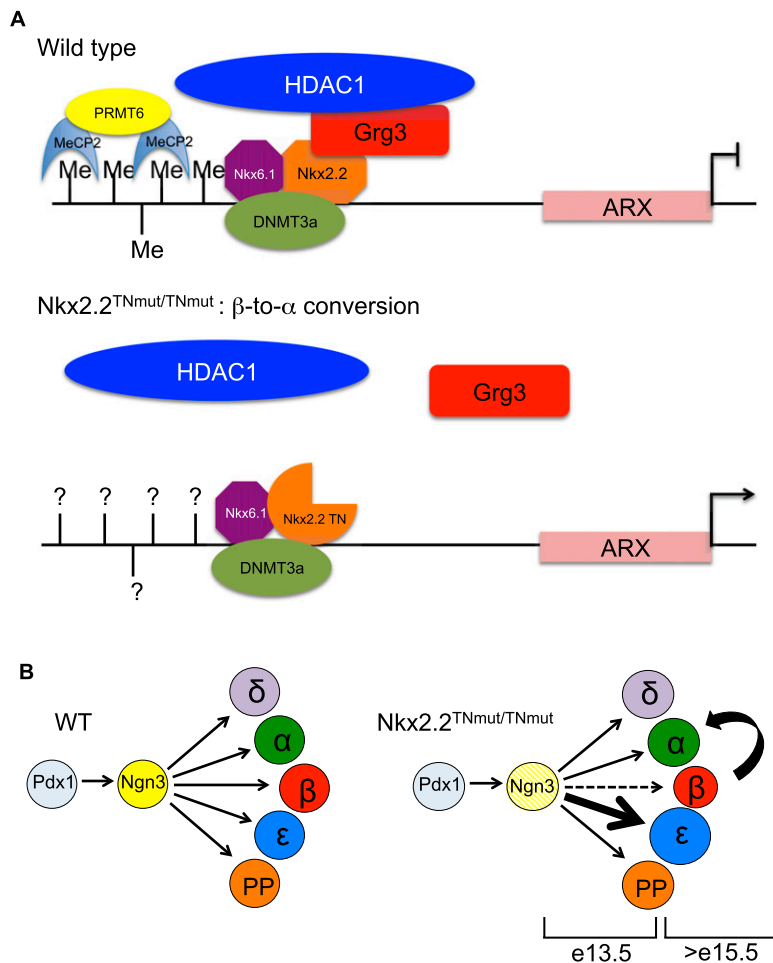 A
Wild type
HDAC1
PRMT6
Grg3
MeCP2
MeCP2
Me Me Me Me
Nkx6.1
Nkx2.2
DNMT3a
ARX
Me
Nkx2.2TNmut/TNmut : β-to-α conversion
HDAC1
Grg3
? ? ? ?
Nkx6.1
Nkx2.2 TN
ARX
DNMT3a
?
B
WT
Pdx1
Ngn3
δ
α
β
ε
PP
Nkx2.2TNmut/TNmut
Pdx1
Ngn3
δ
α
β
ε
PP
e13.5
>e15.5